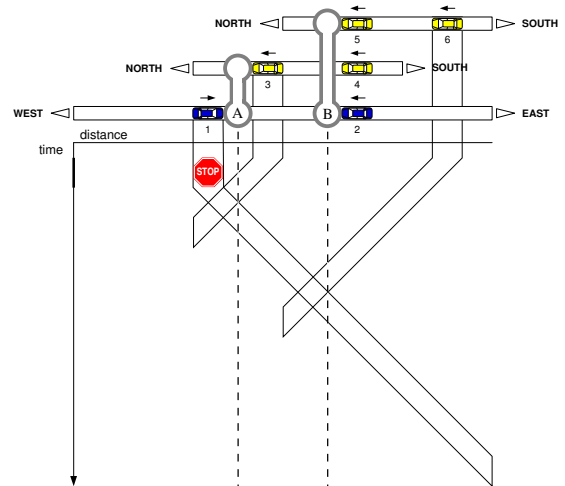 NORTH SOUTH
5 6
NORTH SOUTH
3 4
WEST A B EAST
1 2
distance
time
STOP